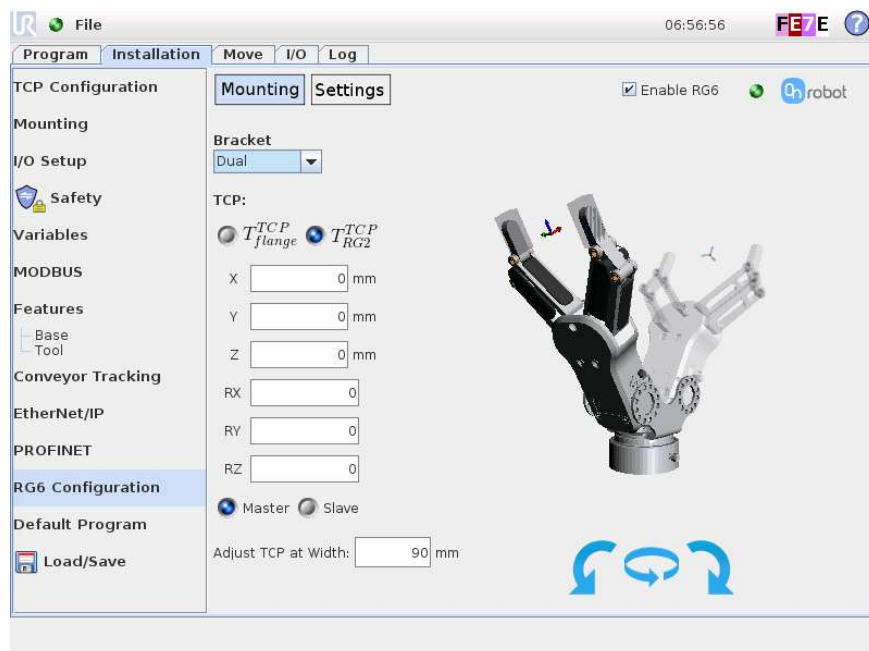 UR File 06:56:56 FE7E ?
Program Installation Move I/O Log
TCP Configuration
Mounting
I/O Setup
Safety
Variables
MODBUS
Features
Base
Tool
Conveyor Tracking
EtherNet/IP
PROFINET
RG6 Configuration
Default Program
Load/Save
Mounting Settings
Enable RG6
On robot
Bracket
Dual
TCP:
T^{TCP}_{flange} T^{TCP}_{RG2}
X 0 mm
Y 0 mm
Z 0 mm
RX 0
RY 0
RZ 0
Master Slave
Adjust TCP at Width: 90 mm